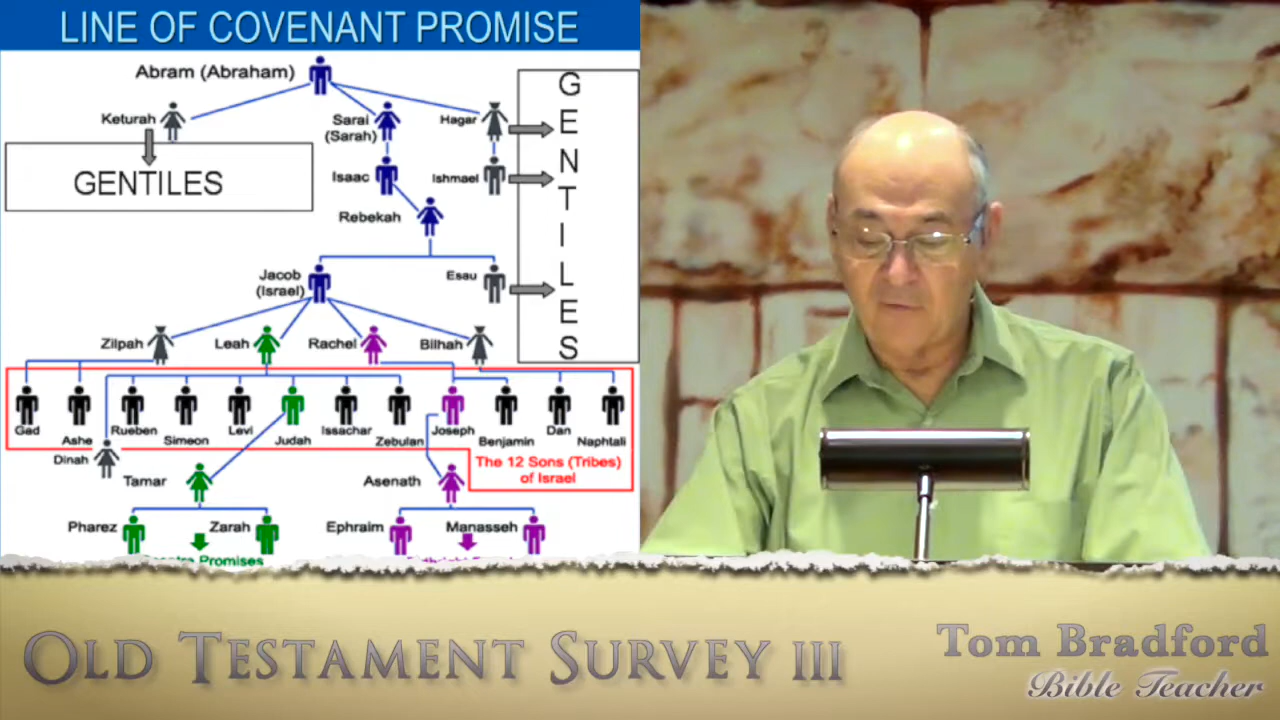 LINE OF COVENANT PROMISE
Abram (Abraham)
Keturah
Sarai
(Sarah)
Hagar
GENTILES
GENTILES
Isaac
Ishmael
Rebekah
Jacob
(Israel)
Esau
Zilpah
Leah
Rachel
Bilhah
Gad
Ashe
Rueben
Simeon
Levi
Judah
Issachar
Zebulan
Joseph
Benjamin
Dan
Naphtali
Dinah
The 12 Sons (Tribes)
of Israel
Tamar
Asenath
Pharez
Zarah
Ephraim
Manasseh
Promises
OLD TESTAMENT SURVEY III
Tom Bradford
Bible Teacher